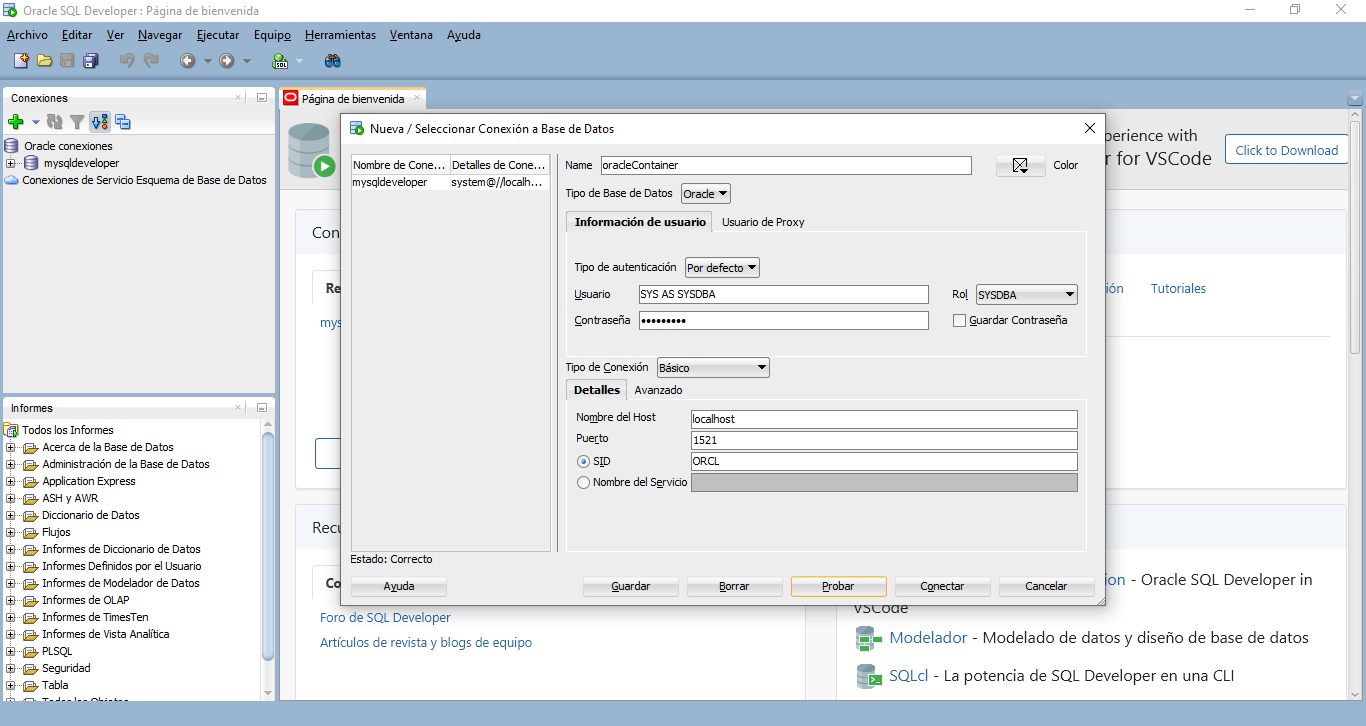 Oracle SQL Developer : Página de bienvenida
Archivo Editar Ver Navegar Ejecutar Equipo Herramientas Ventana Ayuda
SQL
Conexiones
Oracle conexiones
mysqldeveloper
Conexiones de Servicio Esquema de Base de Datos
Informes
Todos los Informes
Acerca de la Base de Datos
Administración de la Base de Datos
Application Express
ASH y AWR
Diccionario de Datos
Flujos
Informes de Diccionario de Datos
Informes Definidos por el Usuario
Informes de Modelador de Datos
Informes de OLAP
Informes de TimesTen
Informes de Vista Analítica
PLSQL
Seguridad
Tabla
Todos los Objetos
Página de bienvenida
perience with
r for VSCode
Click to Download
Con
Re
mys
ión Tutoriales
Nueva / Seleccionar Conexión a Base de Datos
Nombre de Cone... Detalles de Cone...
mysqldeveloper system@//localh...
Name oracleContainer Color
Tipo de Base de Datos Oracle
Información de usuario Usuario de Proxy
Tipo de autenticación Por defecto
Usuario SYS AS SYSDBA Rol SYSDBA
Contraseña ••••••••• Guardar Contraseña
Tipo de Conexión Básico
Detalles Avanzado
Nombre del Host localhost
Puerto 1521
SID ORCL
Nombre del Servicio
Estado: Correcto
Ayuda Guardar Borrar Probar Conectar Cancelar
Recu
Co
Foro de SQL Developer
Artículos de revista y blogs de equipo
ion - Oracle SQL Developer in
VSCode
Modelador - Modelado de datos y diseño de base de datos
SQLcl - La potencia de SQL Developer en una CLI